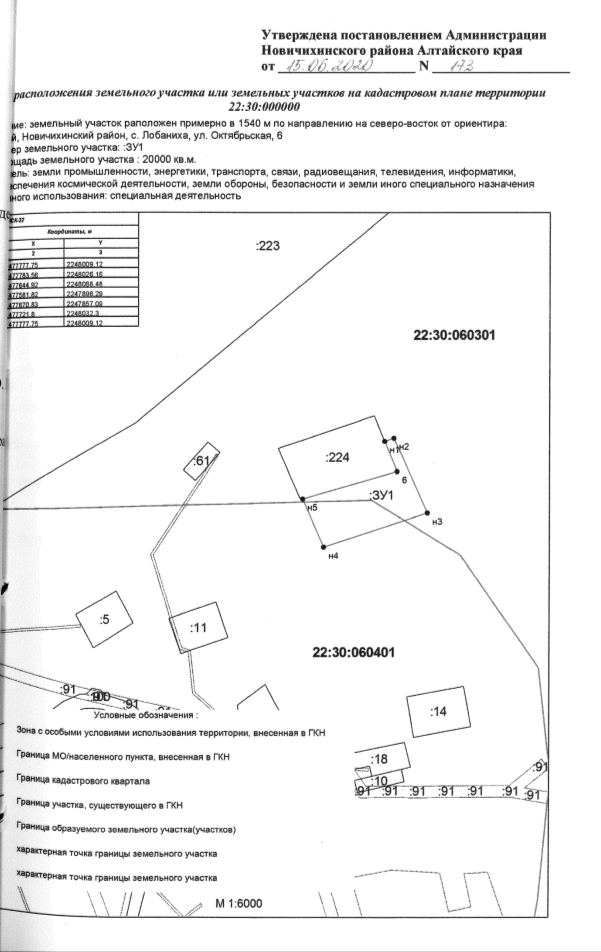 Утверждена постановлением Администрации
Новичихинского района Алтайского края
от 15.06.2020 N 173
расположения земельного участка или земельных участков на кадастровом плане территории
22:30:000000
ие: земельный участок раположен примерно в 1540 м по направлению на северо-восток от ориентира:
й, Новичихинский район, с. Лобаниха, ул. Октябрьская, 6
ер земельного участка: :ЗУ1
ощадь земельного участка : 20000 кв.м.
ель: земли промышленности, энергетики, транспорта, связи, радиовещания, телевидения, информатики,
спечения космической деятельности, земли обороны, безопасности и земли иного специального назначения
ного использования: специальная деятельность
СК-22
Координаты, м
X Y
2 3
477777.75 2248009.12
477783.56 2248026.16
477644.92 2248088.48
477581.82 2247896.29
477670.83 2247857.09
477721.8 2248032.3
477777.75 2248009.12
:223
22:30:060301
:224
н1
н2
6
:61
:ЗУ1
н5
н3
н4
:5
:11
22:30:060401
:91
:91
:14
Условные обозначения :
Зона с особыми условиями использования территории, внесенная в ГКН
Граница МО/населенного пункта, внесенная в ГКН
:18
:91
Граница кадастрового квартала
:10
:91 :91 :91 :91 :91 :91 :91
Граница участка, существующего в ГКН
Граница образуемого земельного участка(участков)
характерная точка границы земельного участка
характерная точка границы земельного участка
М 1:6000